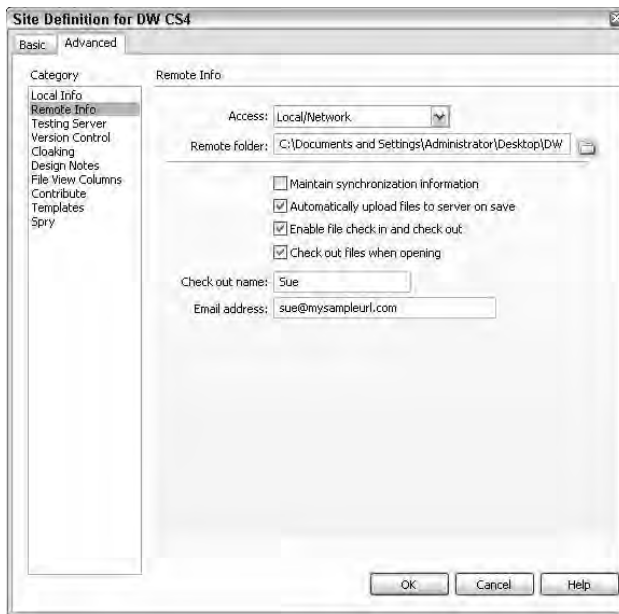 Site Definition for DW CS4
Basic
Advanced
Category
Local Info
Remote Info
Testing Server
Version Control
Cloaking
Design Notes
File View Columns
Contribute
Templates
Spry
Remote Info
Access: Local/Network
Remote folder: C:\Documents and Settings\Administrator\Desktop\DW
Maintain synchronization information
Automatically upload files to server on save
Enable file check in and check out
Check out files when opening
Check out name: Sue
Email address: sue@mysampleurl.com
OK
Cancel
Help